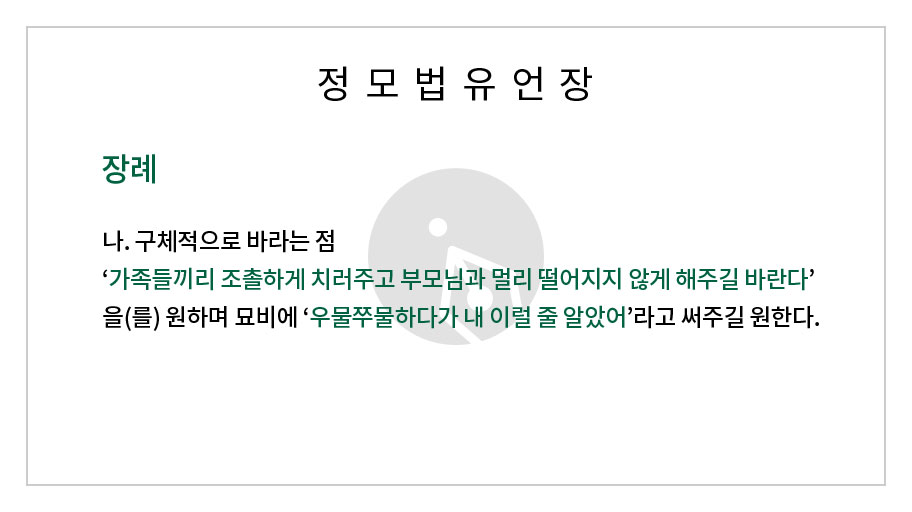 정모법유언장
장례
나. 구체적으로 바라는 점
‘가족들끼리 조촐하게 치러주고 부모님과 멀리 떨어지지 않게 해주길 바란다’
을(를) 원하며 묘비에 ‘우물쭈물하다가 내 이럴 줄 알았어’라고 써주길 원한다.